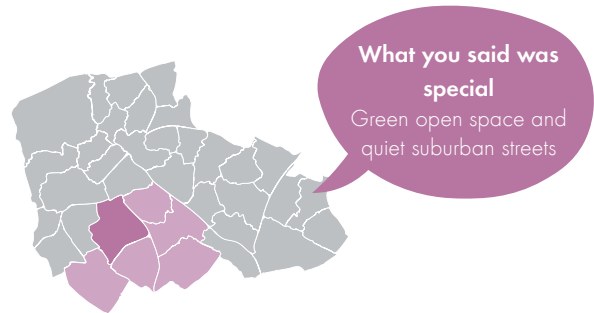 What you said was
special
Green open space and
quiet suburban streets